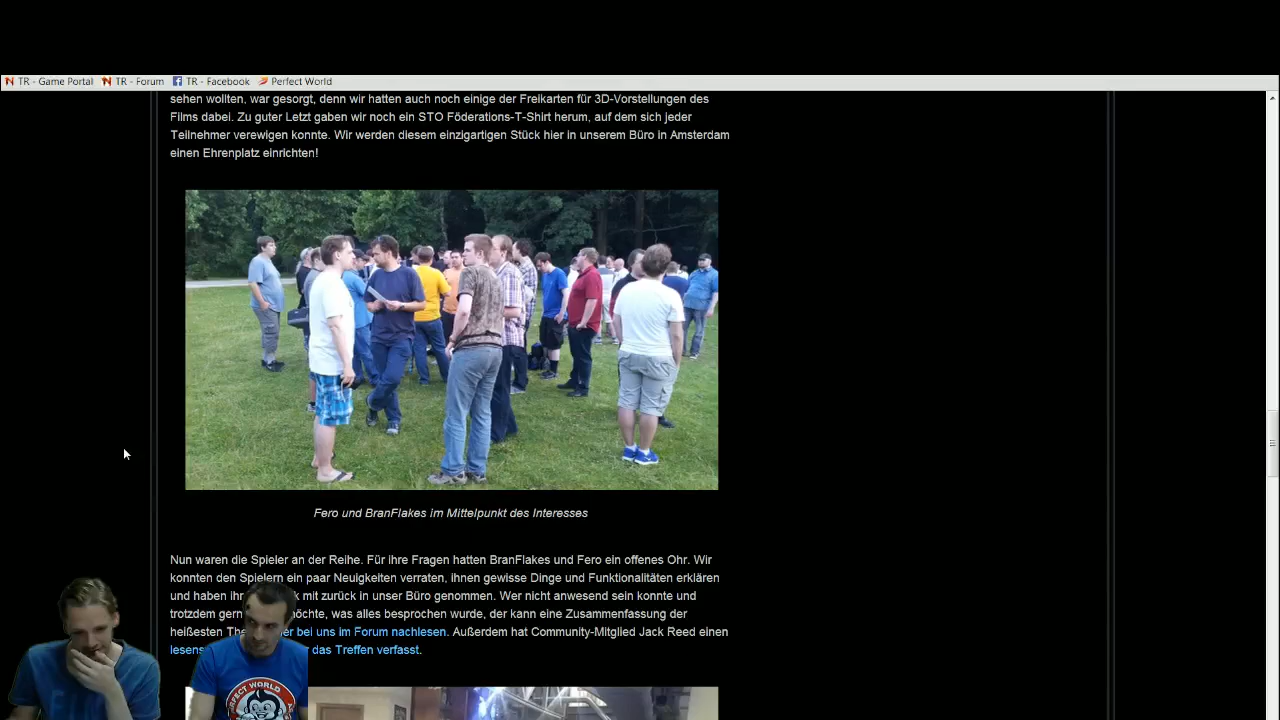 TR - Game Portal TR - Forum TR - Facebook Perfect World
sehen wollten, war gesorgt, denn wir hatten auch noch einige der Freikarten für 3D-Vorstellungen des
Films dabei. Zu guter Letzt gaben wir noch ein STO Föderations-T-Shirt herum, auf dem sich jeder
Teilnehmer verewigen konnte. Wir werden diesem einzigartigen Stück hier in unserem Büro in Amsterdam
einen Ehrenplatz einrichten!
Fero und BranFlakes im Mittelpunkt des Interesses
Nun waren die Spieler an der Reihe. Für ihre Fragen hatten BranFlakes und Fero ein offenes Ohr. Wir
konnten den Spielern ein paar Neuigkeiten verraten, ihnen gewisse Dinge und Funktionalitäten erklären
und haben ihr mit zurück in unser Büro genommen. Wer nicht anwesend sein konnte und
trotzdem gern möchte, was alles besprochen wurde, der kann eine Zusammenfassung der
heißesten bei uns im Forum nachlesen. Außerdem hat Community-Mitglied Jack Reed einen
das Treffen verfasst.
PERFECT WORLD